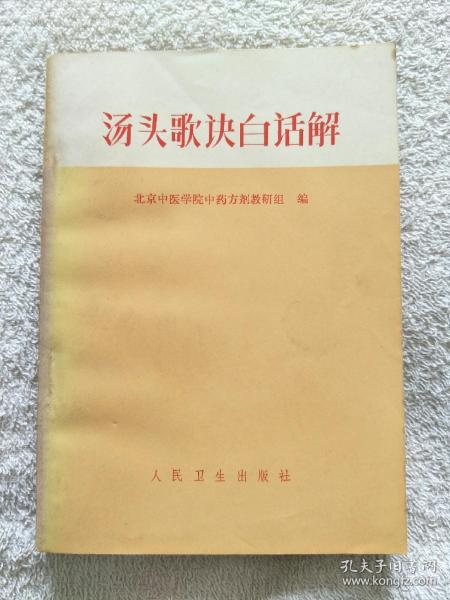 汤头歌诀白话解
北京中医学院中药方剂教研组 编
人民卫生出版社
孔夫子旧书网
www.kongfz.com